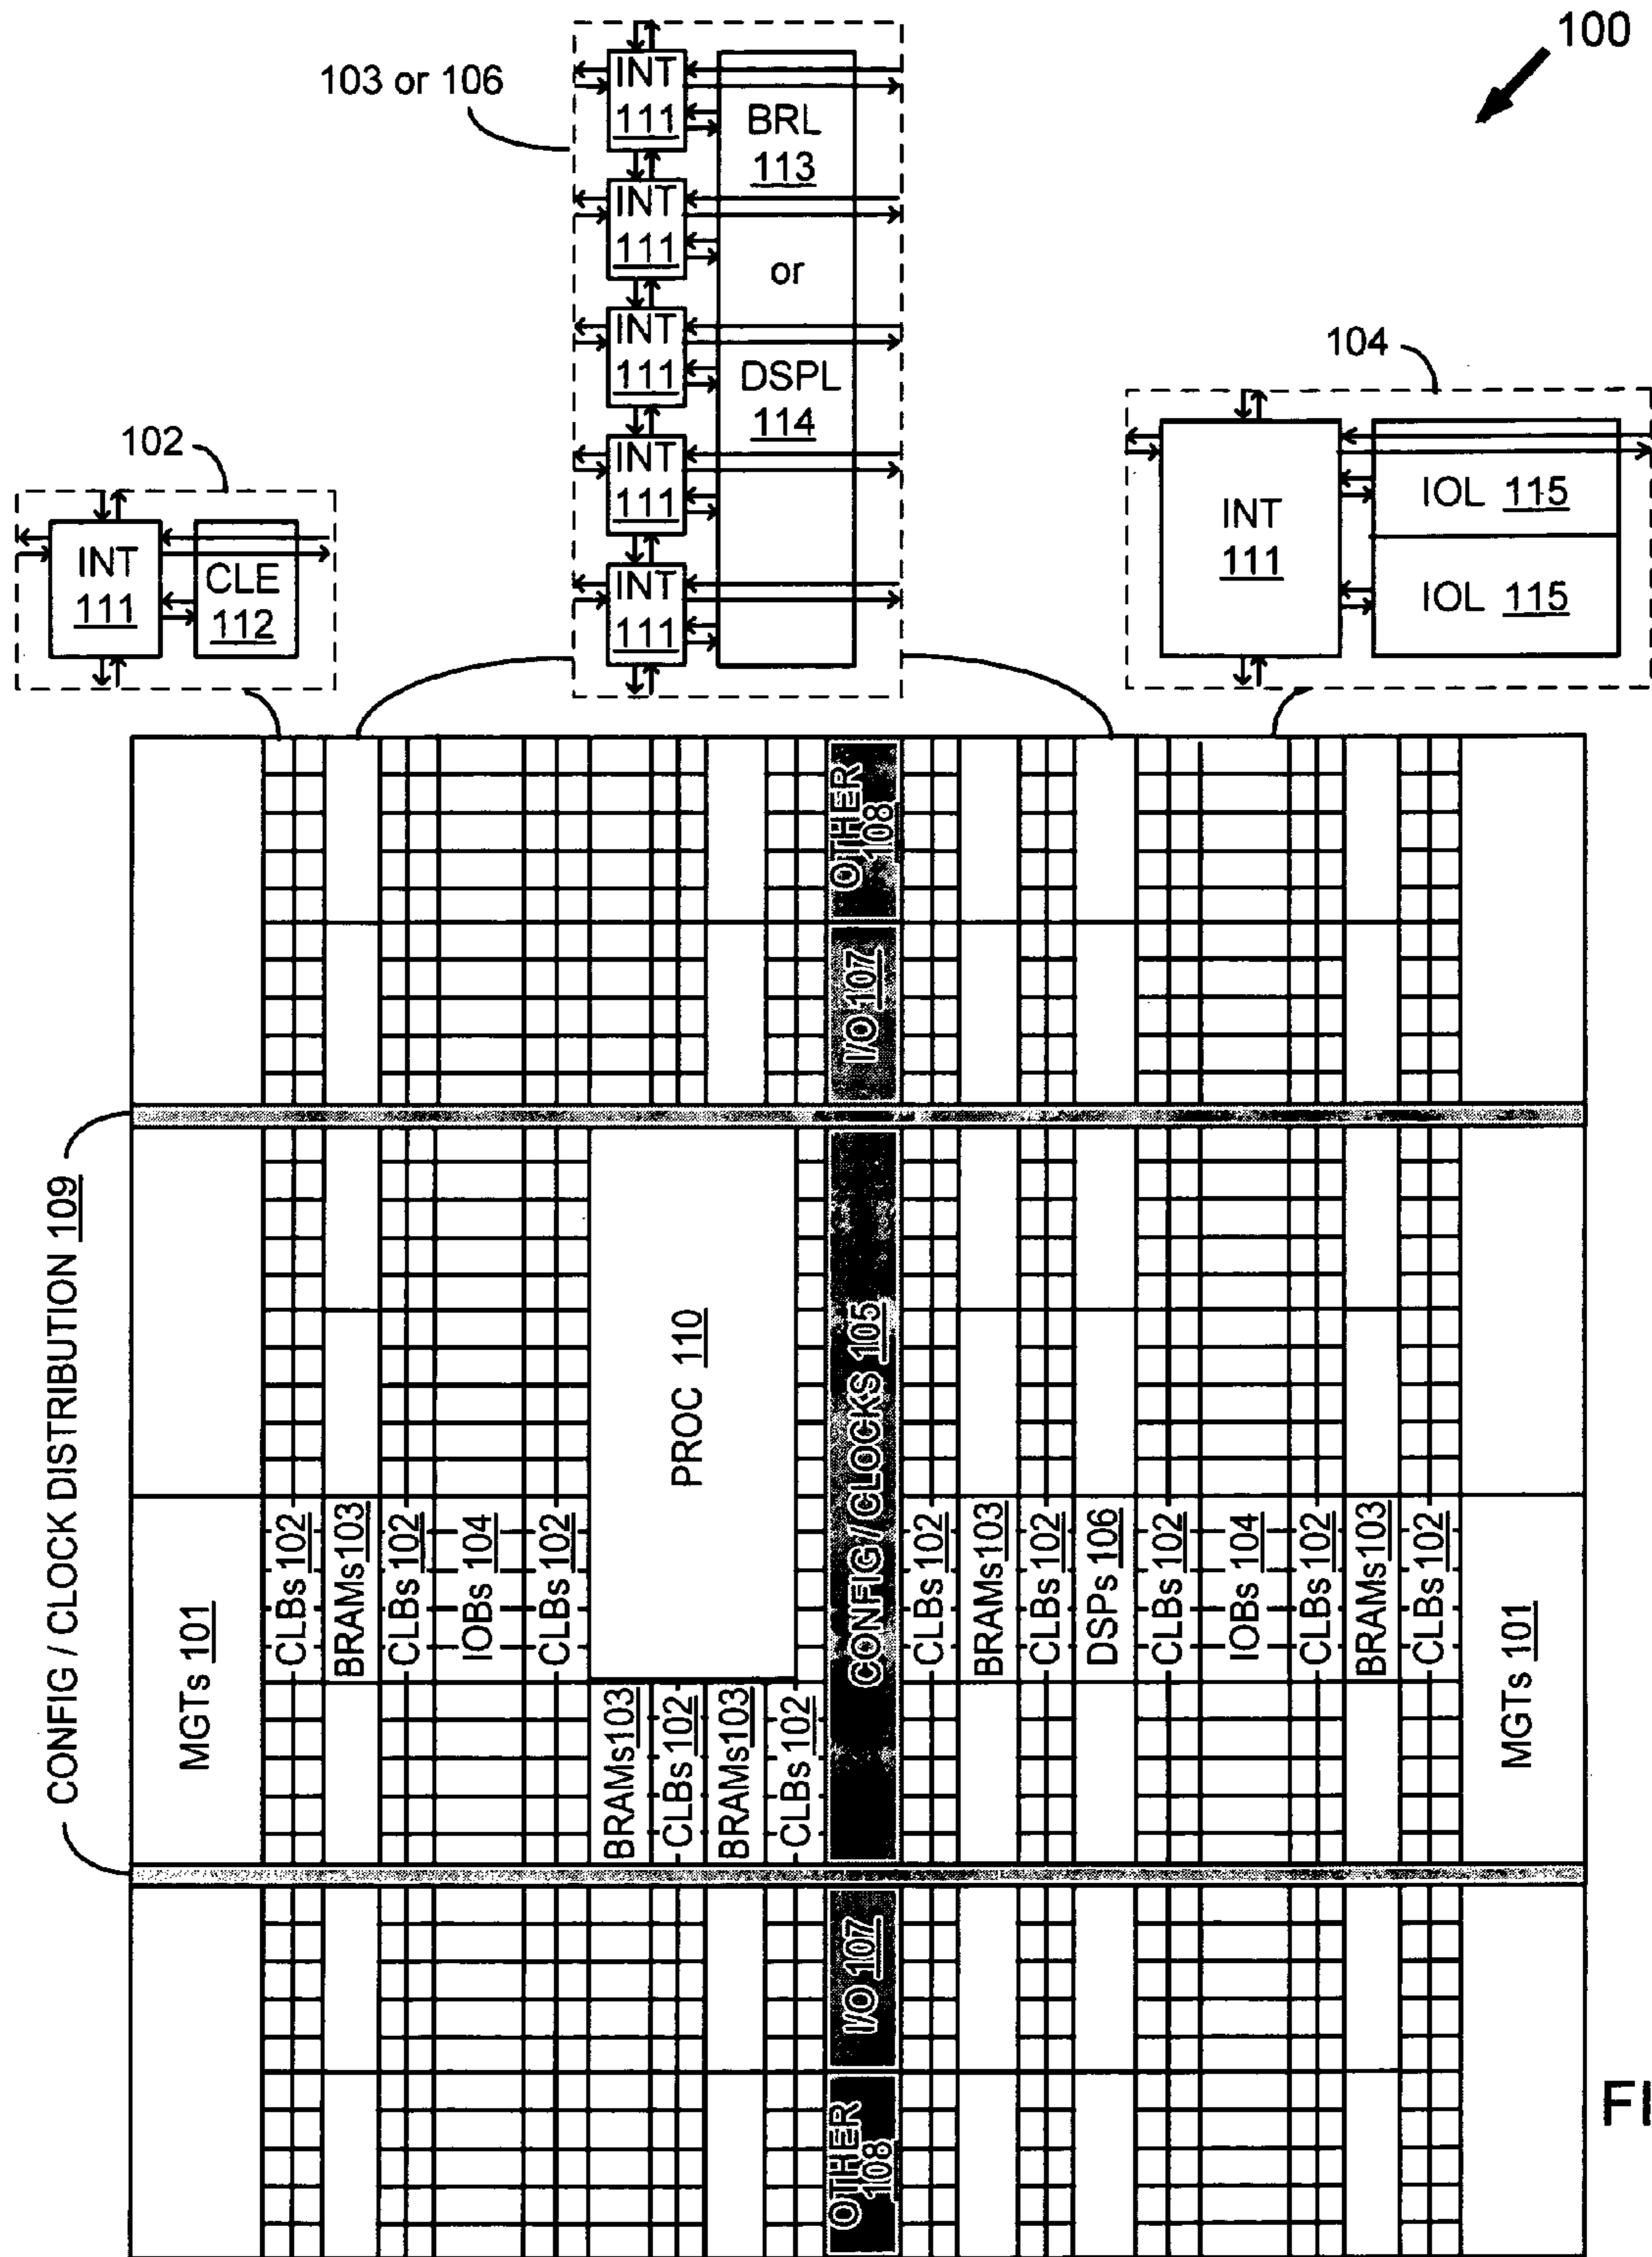 100
103 or 106
INT
111
INT
111
INT
111
INT
111
INT
111
BRL
113
or
DSPL
114
102
INT
111
CLE
112
104
INT
111
IOL 115
IOL 115
CONFIG / CLOCK DISTRIBUTION 109
OTHER
108
I/O 107
PROC 110
CONFIG / CLOCKS 105
MGTs 101
CLBs 102
BRAMs 103
CLBs 102
IOBs 104
CLBs 102
BRAMs 103
CLBs 102
BRAMs 103
CLBs 102
CLBs 102
BRAMs 103
CLBs 102
DSPs 106
CLBs 102
IOBs 104
CLBs 102
BRAMs 103
CLBs 102
MGTs 101
I/O 107
OTHER
108